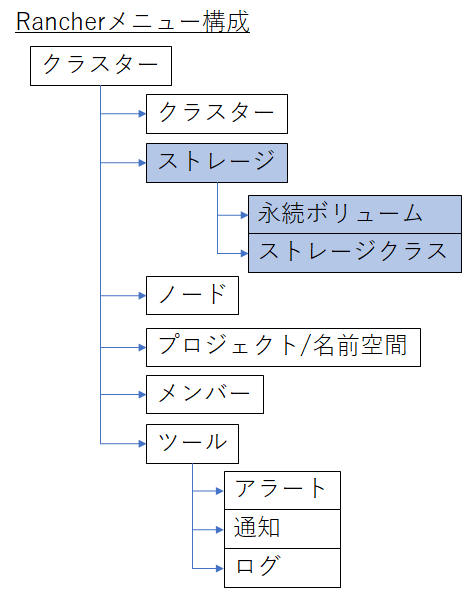 Rancherメニュー構成
クラスター
クラスター
ストレージ
永続ボリューム
ストレージクラス
ノード
プロジェクト/名前空間
メンバー
ツール
アラート
通知
ログ